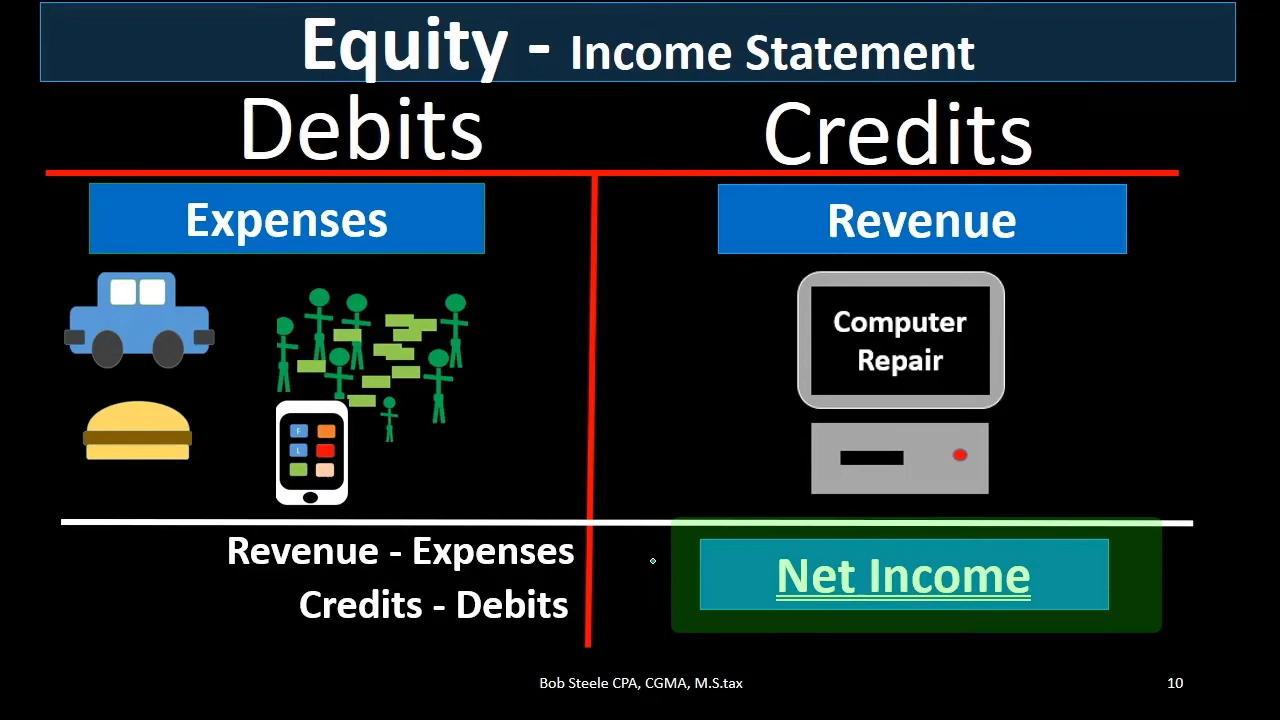 Equity - Income Statement
Debits
Credits
Expenses
Revenue
Computer
Repair
F
L
Revenue - Expenses
Credits - Debits
Net Income
Bob Steele CPA, CGMA, M.S.tax
10